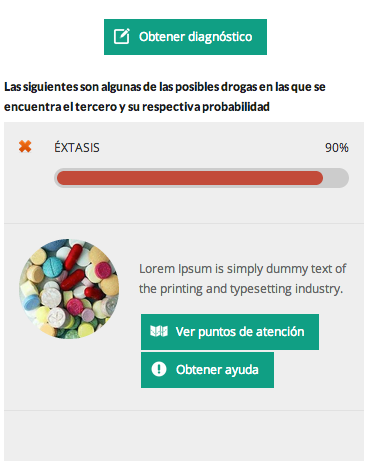 Obtener diagnóstico
Las siguientes son algunas de las posibles drogas en las que se
encuentra el tercero y su respectiva probabilidad
ÉXTASIS 90%
Lorem Ipsum is simply dummy text of
the printing and typesetting industry.
Ver puntos de atención
Obtener ayuda